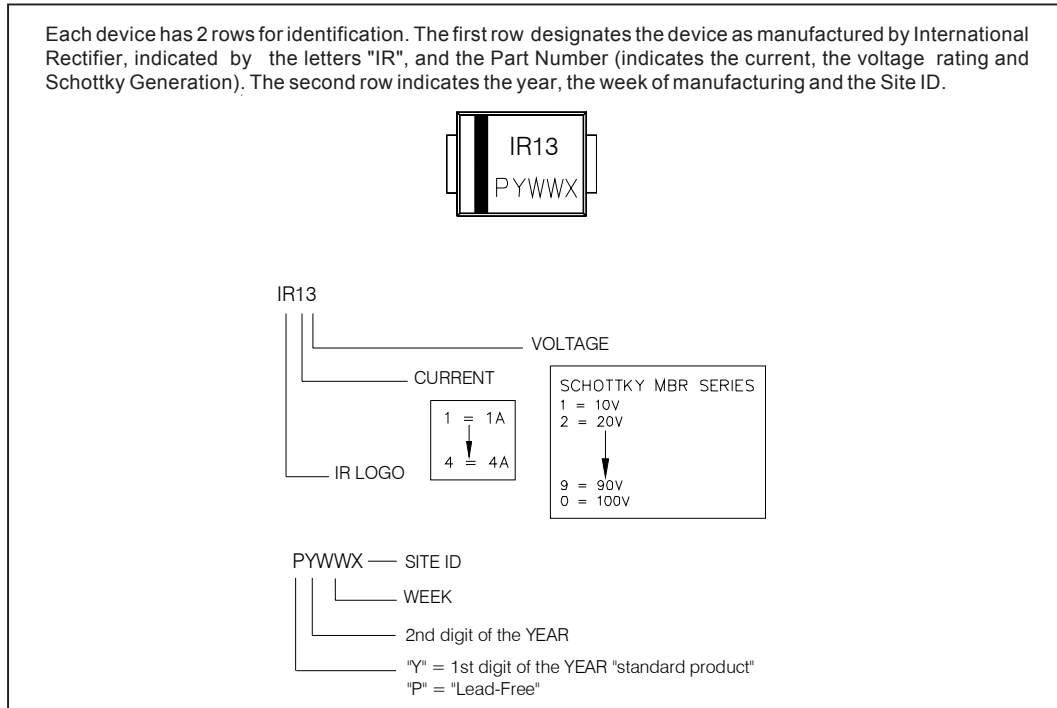 Each device has 2 rows for identification. The first row designates the device as manufactured by International
Rectifier, indicated by the letters "IR", and the Part Number (indicates the current, the voltage rating and
Schottky Generation). The second row indicates the year, the week of manufacturing and the Site ID.
IR13
PYWWX
IR13
VOLTAGE
CURRENT
SCHOTTKY MBR SERIES
1 = 10V
2 = 20V
9 = 90V
0 = 100V
1 = 1A
4 = 4A
IR LOGO
PYWWX
SITE ID
WEEK
2nd digit of the YEAR
"Y" = 1st digit of the YEAR "standard product"
"P" = "Lead-Free"